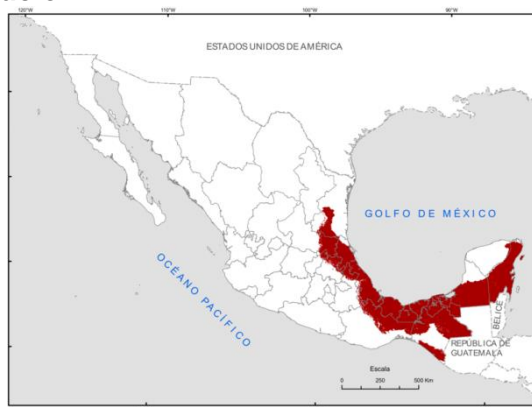 120°W
100°W
90°W
ESTADOS UNIDOS DE AMÉRICA
GOLFO DE MÉXICO
OCÉANO PACÍFICO
BELICE
REPÚBLICA DE
GUATEMALA
Escala
0 250 500 Km